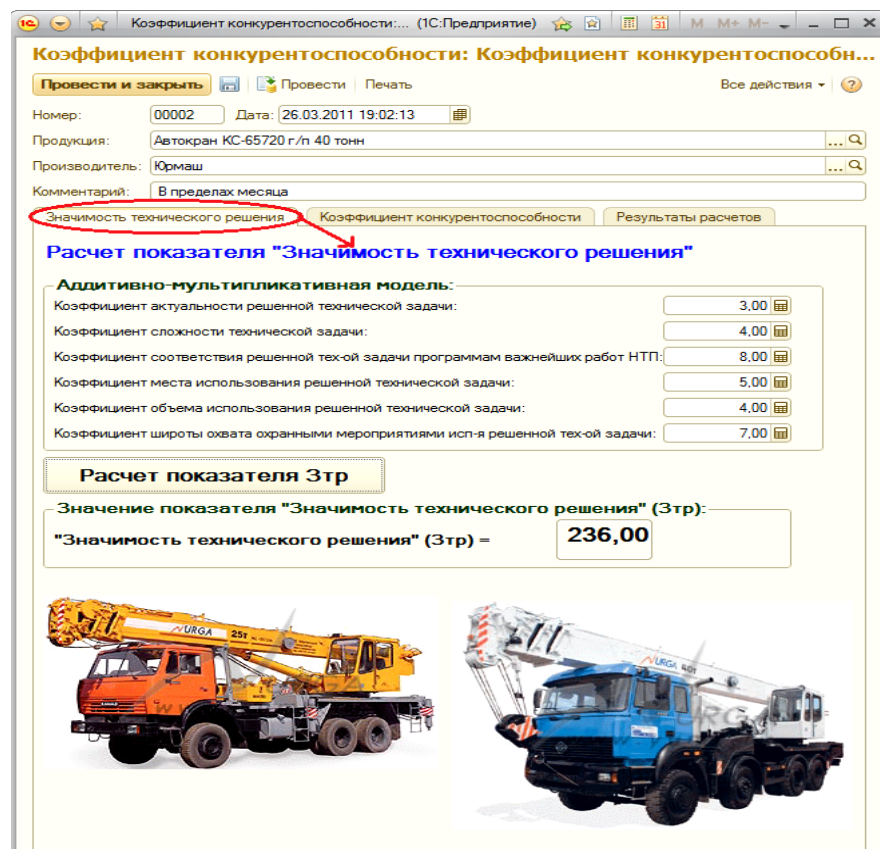 Коэффициент конкурентоспособности:... (1С:Предприятие) M M+ M-
Коэффициент конкурентоспособности: Коэффициент конкурентоспособн...
Провести и закрыть Провести Печать Все действия
Номер: 00002 Дата: 26.03.2011 19:02:13
Продукция: Автокран КС-65720 г/п 40 тонн ...
Производитель: Юрмаш ...
Комментарий: В пределах месяца
Значимость технического решения Коэффициент конкурентоспособности Результаты расчетов
Расчет показателя "Значимость технического решения"
Аддитивно-мультипликативная модель:
Коэффициент актуальности решенной технической задачи: 3,00
Коэффициент сложности технической задачи: 4,00
Коэффициент соответствия решенной тех-ой задачи программам важнейших работ НТП: 8,00
Коэффициент места использования решенной технической задачи: 5,00
Коэффициент объема использования решенной технической задачи: 4,00
Коэффициент широты охвата охранными мероприятиями исп-я решенной тех-ой задачи: 7,00
Расчет показателя Зтр
Значение показателя "Значимость технического решения" (Зтр):
"Значимость технического решения" (Зтр) = 236,00
NURGA 25т
NURGA 40т